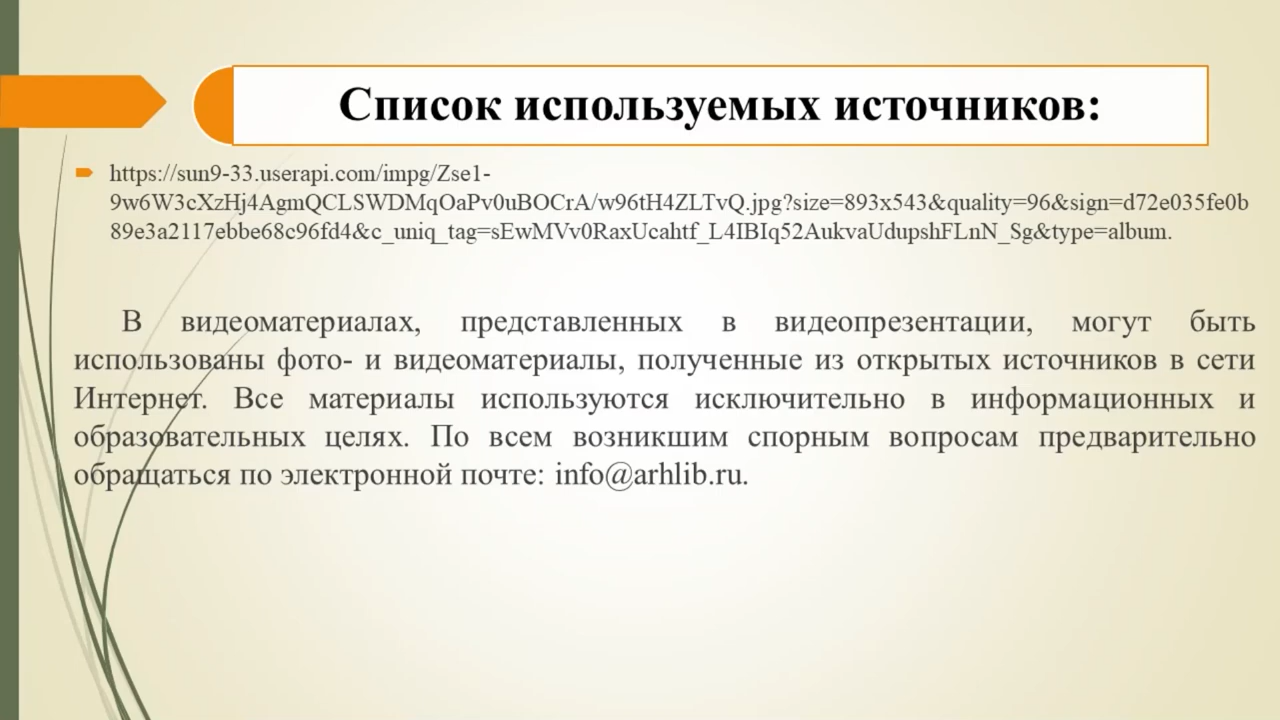 Список используемых источников:
https://sun9-33.userapi.com/impg/Zse1-
9w6W3cXzHj4AgmQCLSWDMqOaPv0uBOCrA/w96tH4ZLTvQ.jpg?size=893x543&quality=96&sign=d72e035fe0b
89e3a2117ebbe68c96fd4&c_uniq_tag=sEwMVv0RaxUcahtf_L4IBIq52AukvaUdupshFLnN_Sg&type=album.
В видеоматериалах, представленных в видеопрезентации, могут быть
использованы фото- и видеоматериалы, полученные из открытых источников в сети
Интернет. Все материалы используются исключительно в информационных и
образовательных целях. По всем возникшим спорным вопросам предварительно
обращаться по электронной почте: info@arhlib.ru.